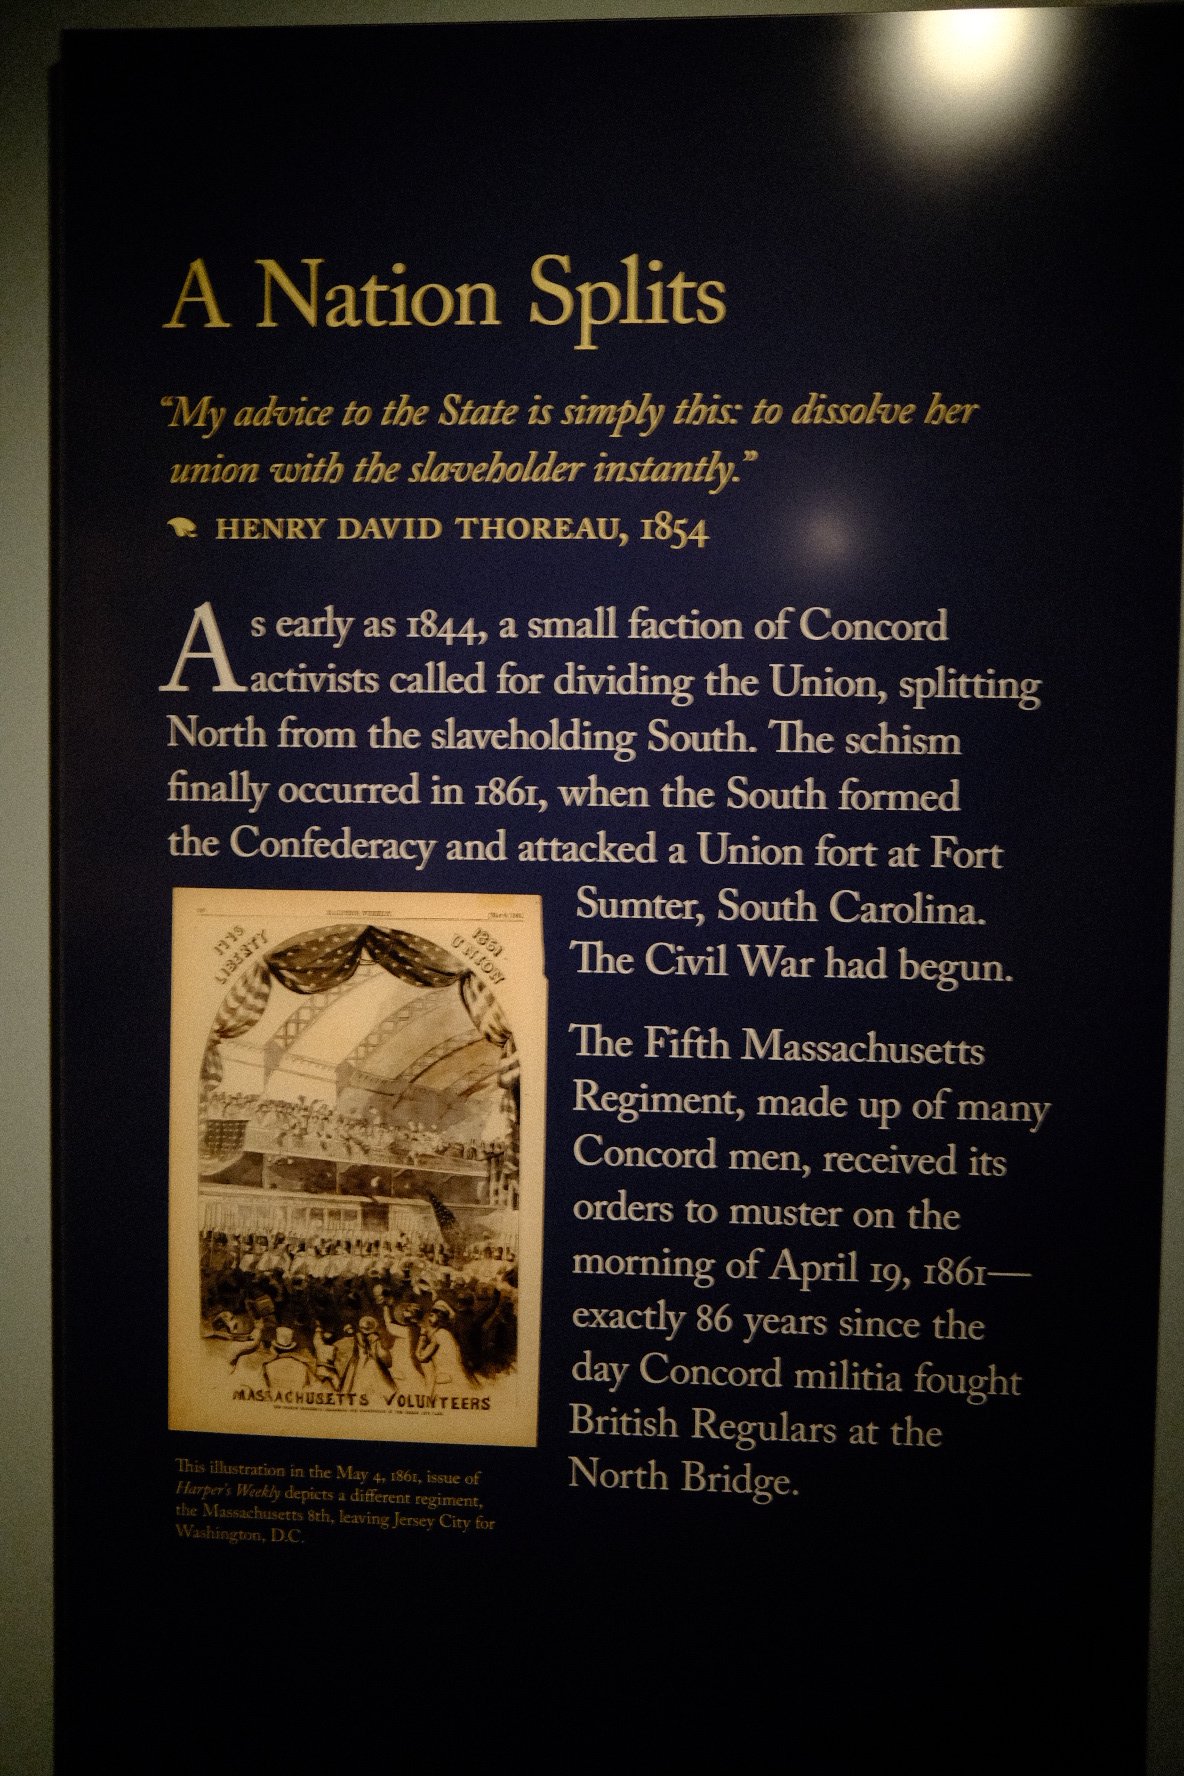 A Nation Splits
“My advice to the State is simply this: to dissolve her
union with the slaveholder instantly.”
HENRY DAVID THOREAU, 1854
As early as 1844, a small faction of Concord
activists called for dividing the Union, splitting
North from the slaveholding South. The schism
finally occurred in 1861, when the South formed
the Confederacy and attacked a Union fort at Fort
Sumter, South Carolina.
The Civil War had begun.
The Fifth Massachusetts
Regiment, made up of many
Concord men, received its
orders to muster on the
morning of April 19, 1861—
exactly 86 years since the
day Concord militia fought
British Regulars at the
North Bridge.
HARPER'S WEEKLY.
LIBERTY
1861
UNION
MASSACHUSETTS VOLUNTEERS
This illustration in the May 4, 1861, issue of
Harper's Weekly depicts a different regiment,
the Massachusetts 8th, leaving Jersey City for
Washington, D.C.